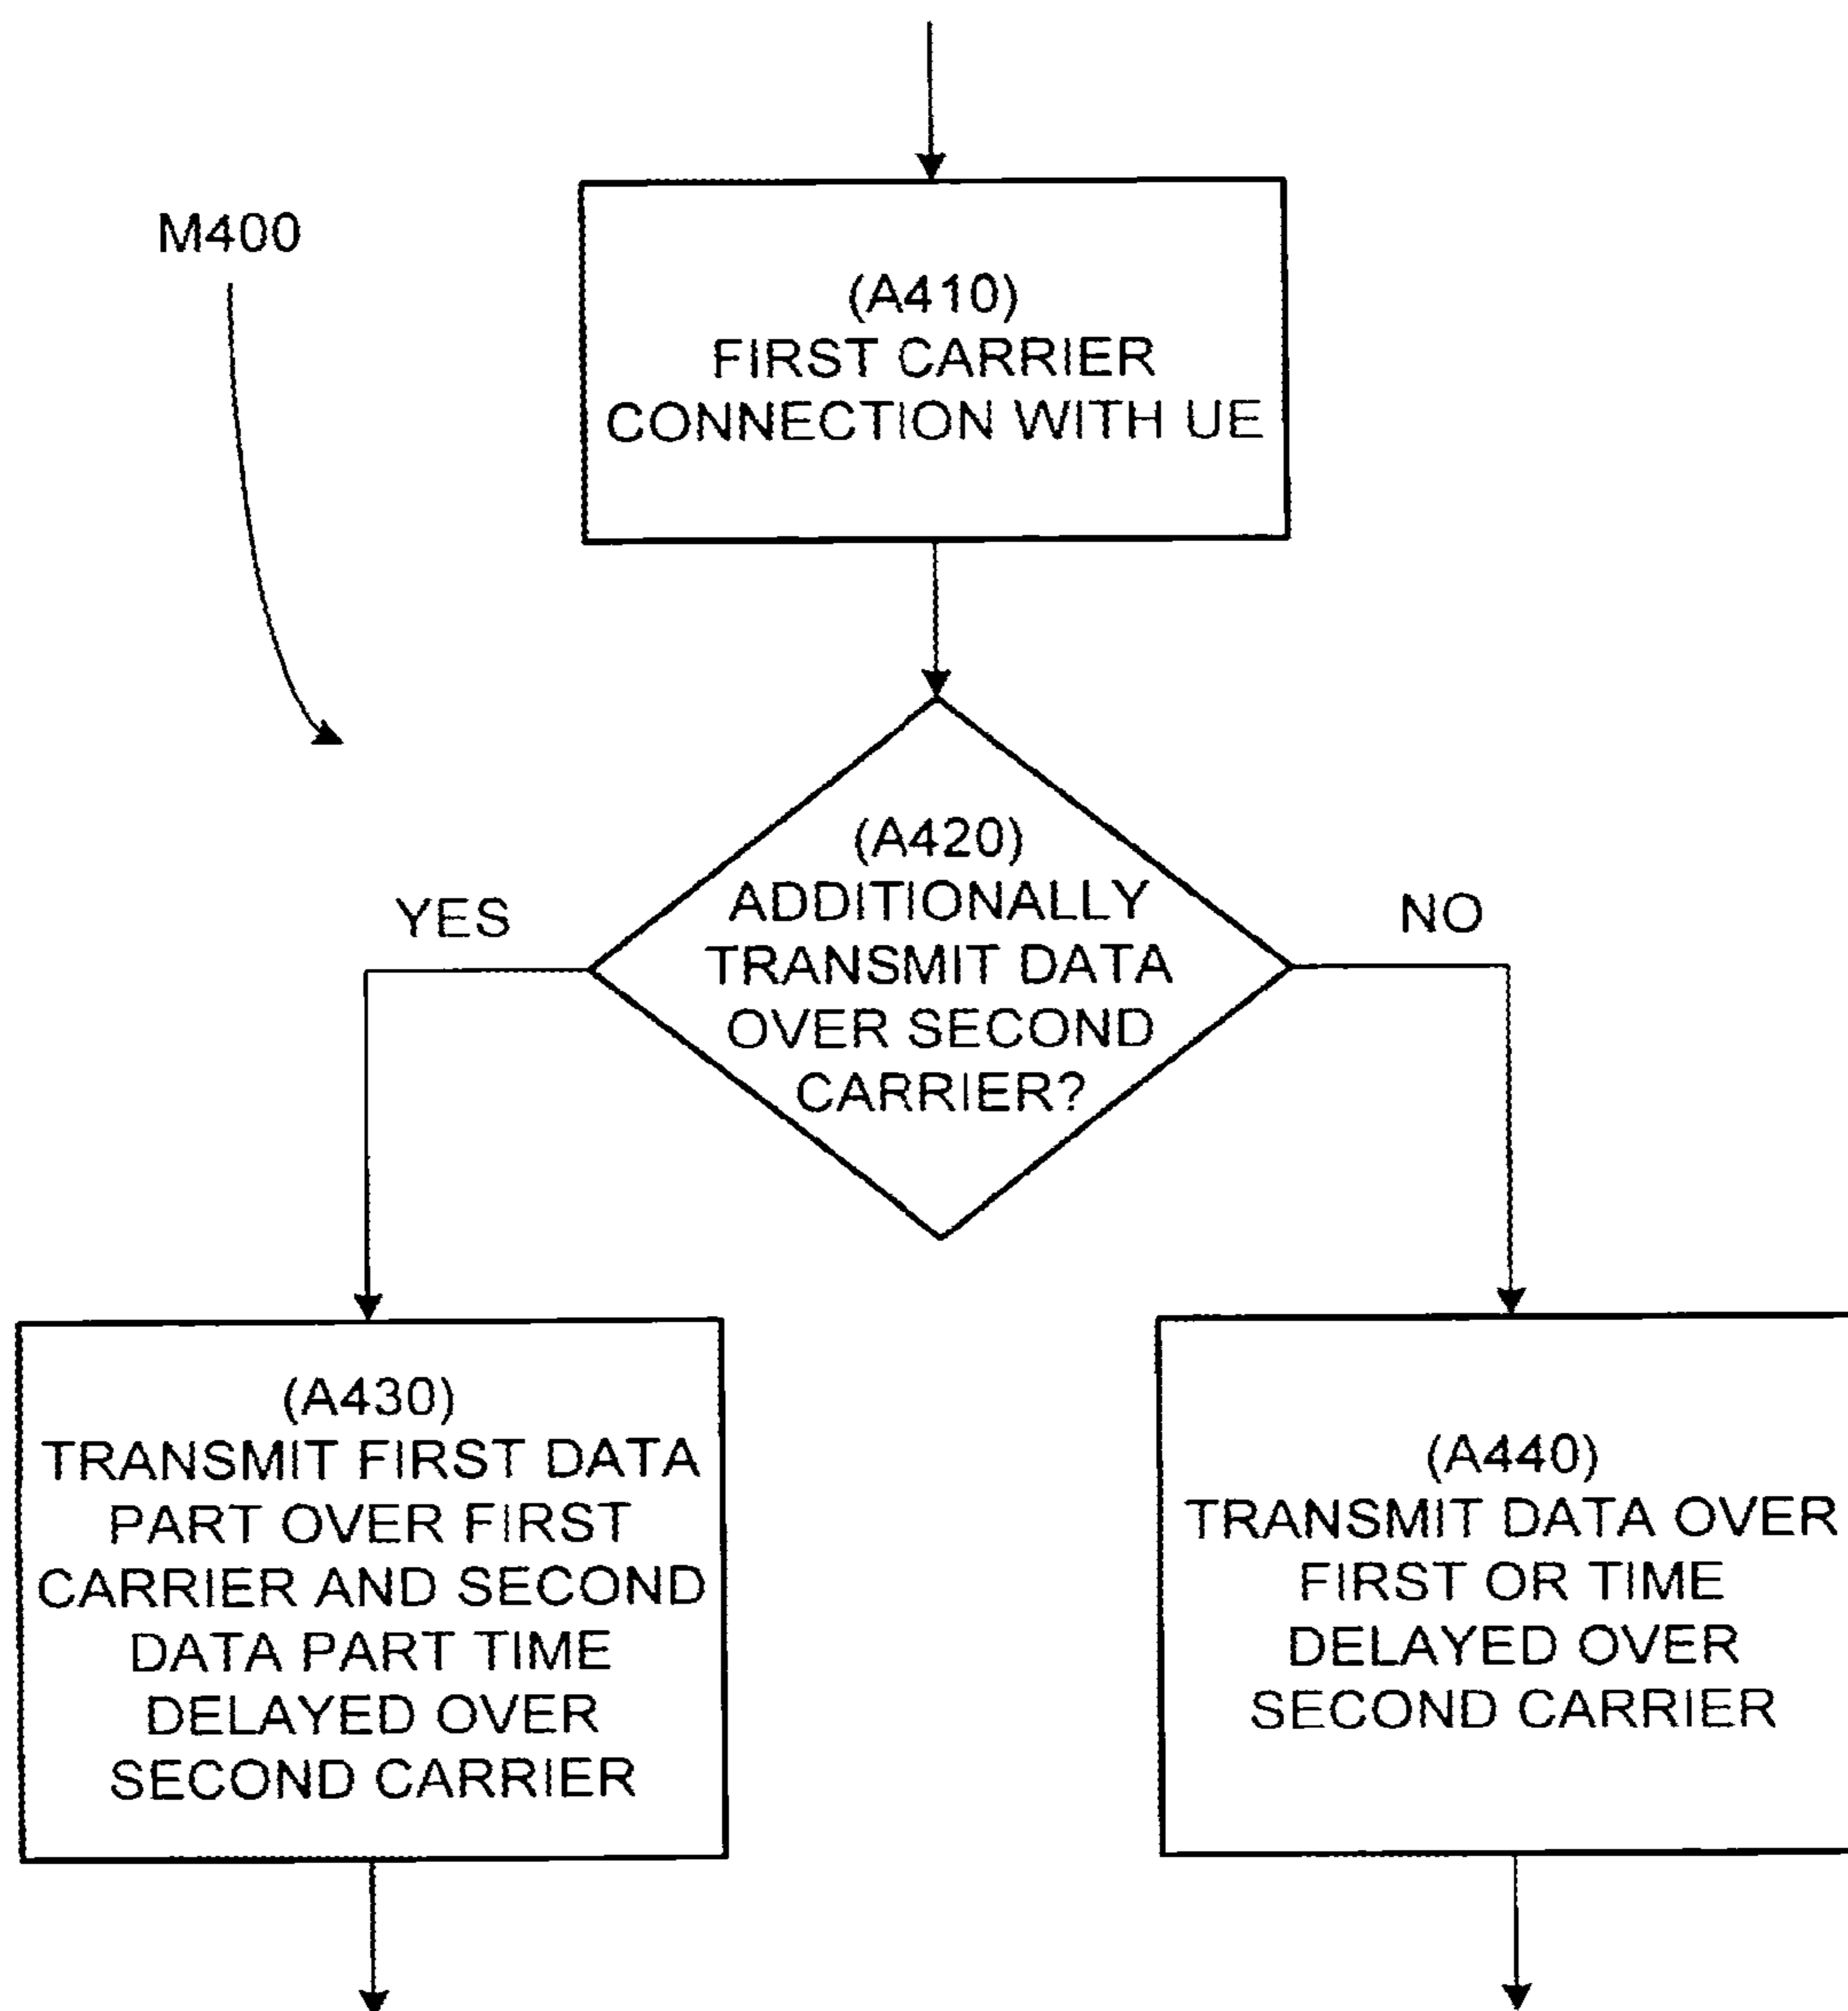 M400
(A410)
FIRST CARRIER
CONNECTION WITH UE
(A420)
ADDITIONALLY
TRANSMIT DATA
OVER SECOND
CARRIER?
YES
NO
(A430)
TRANSMIT FIRST DATA
PART OVER FIRST
CARRIER AND SECOND
DATA PART TIME
DELAYED OVER
SECOND CARRIER
(A440)
TRANSMIT DATA OVER
FIRST OR TIME
DELAYED OVER
SECOND CARRIER